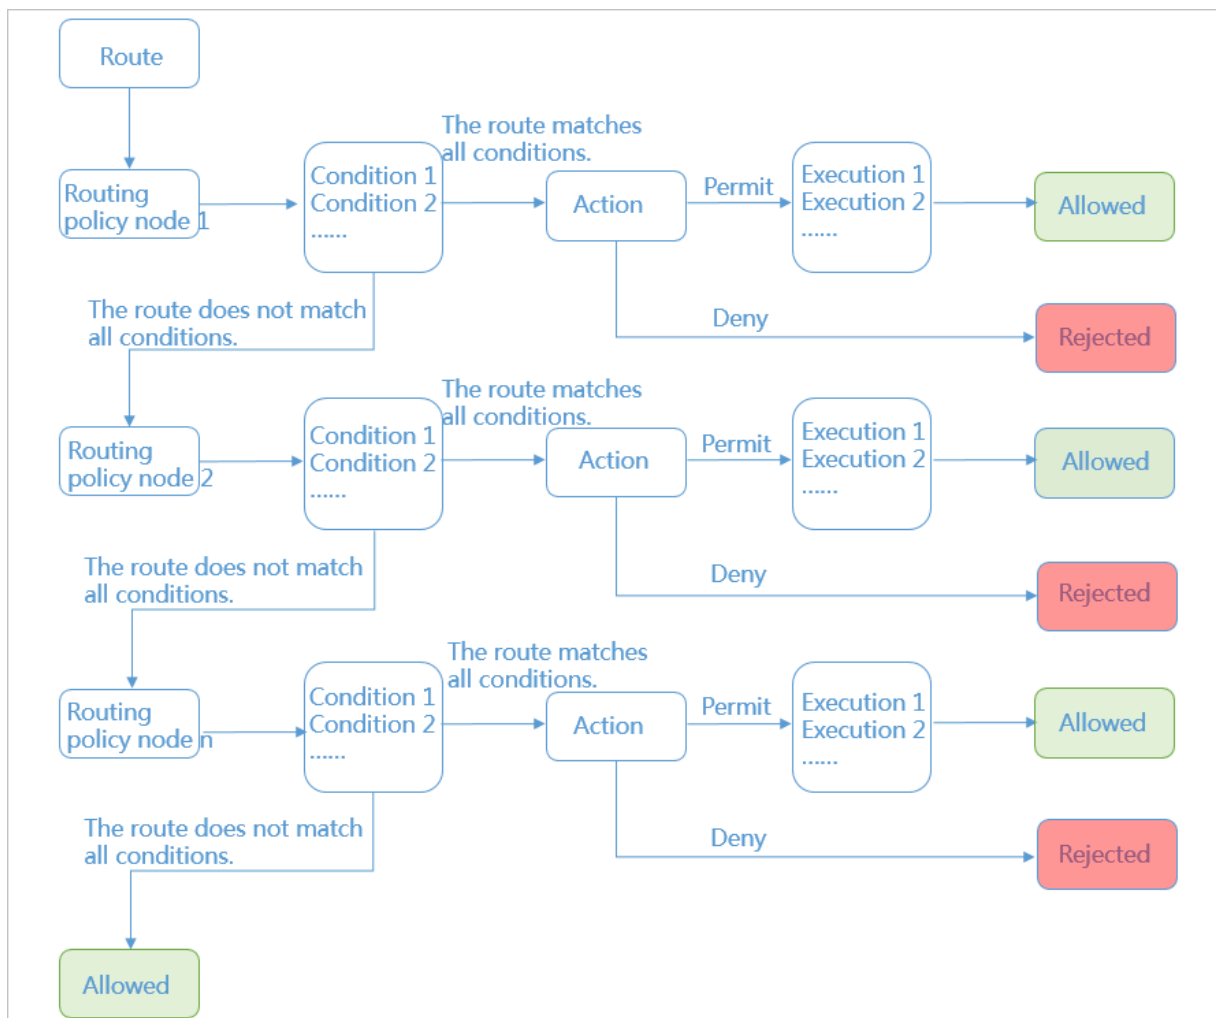 Route
The route matches
all conditions.
Routing
policy node 1
Condition 1
Condition 2
......
Action
Permit
Execution 1
Execution 2
......
Allowed
The route does not match
all conditions.
Deny
Rejected
The route matches
all conditions.
Routing
policy node 2
Condition 1
Condition 2
......
Action
Permit
Execution 1
Execution 2
......
Allowed
The route does not match
all conditions.
Deny
Rejected
The route matches
all conditions.
Routing
policy node n
Condition 1
Condition 2
......
Action
Permit
Execution 1
Execution 2
......
Allowed
The route does not match
all conditions.
Deny
Rejected
Allowed